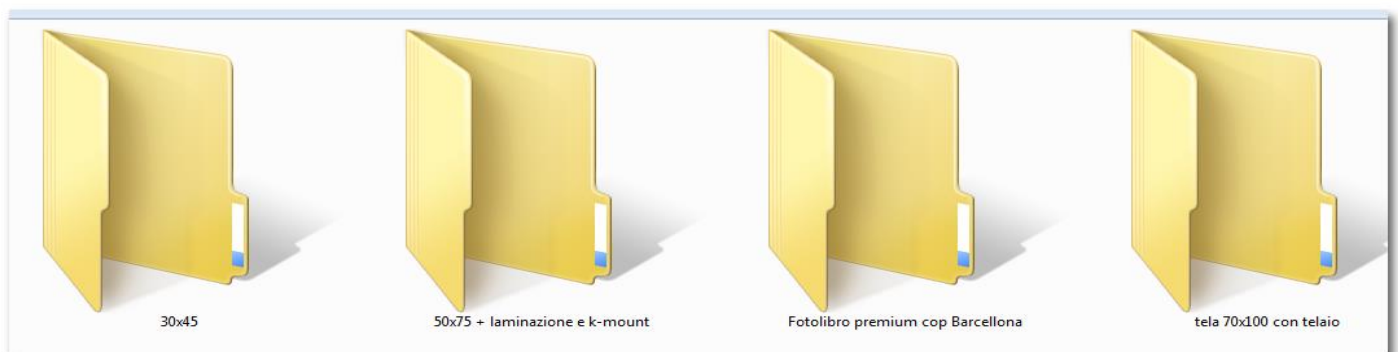 30x45
50x75 + laminazione e k-mount
Fotolibro premium cop Barcellona
tela 70x100 con telaio